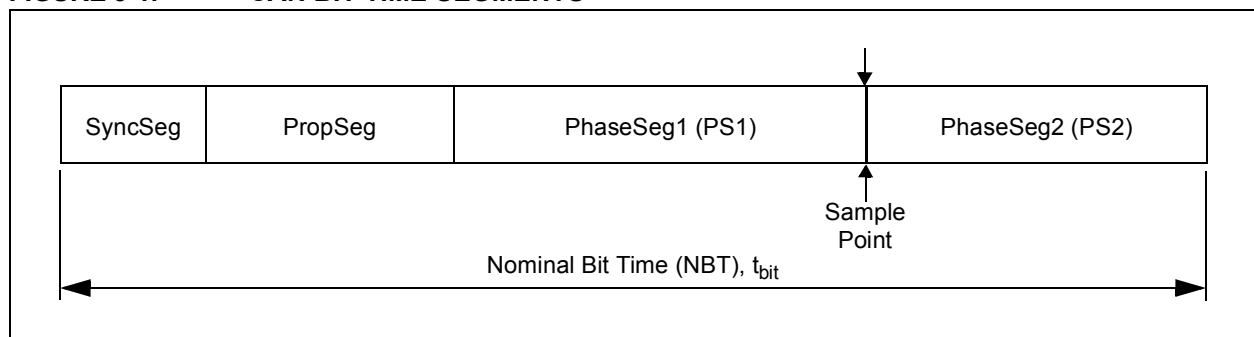 SyncSeg
PropSeg
PhaseSeg1 (PS1)
PhaseSeg2 (PS2)
Sample
Point
Nominal Bit Time (NBT), tbit